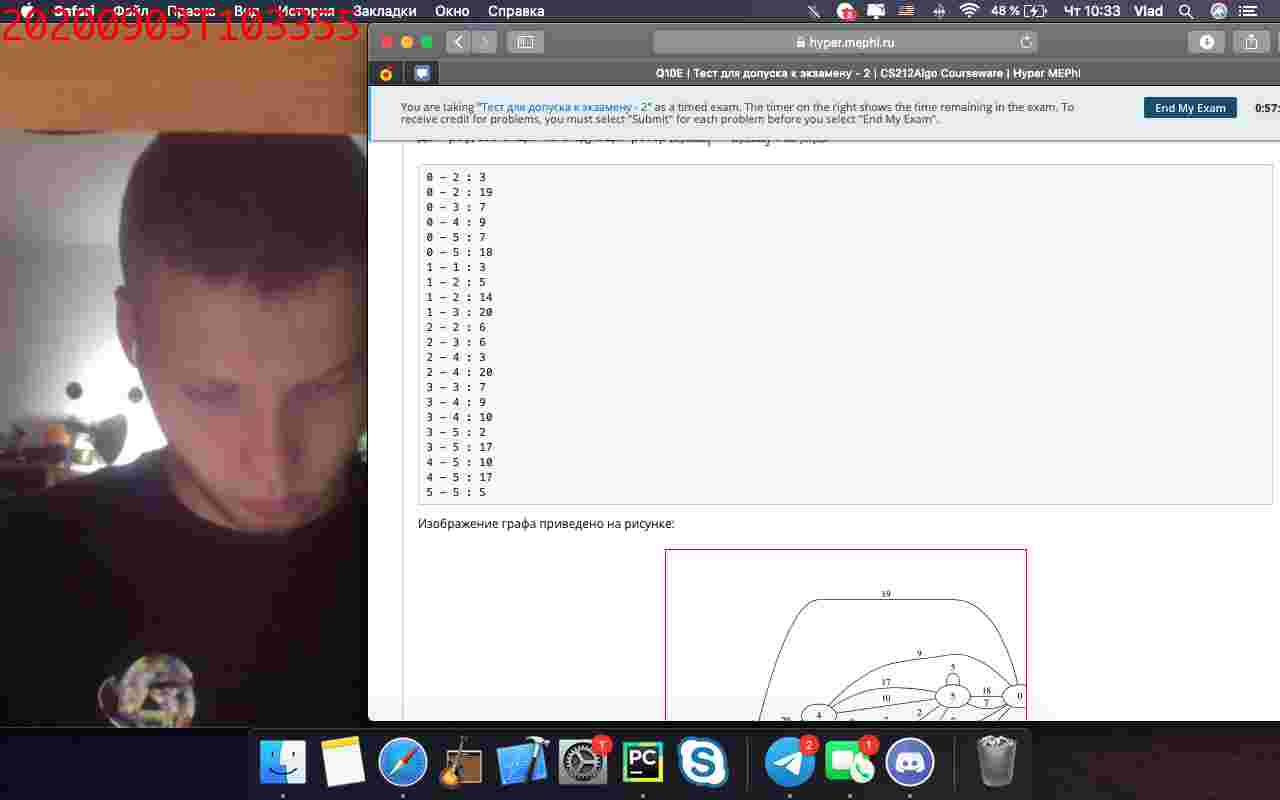 Safari Файл Правка Вид История Закладки Окно Справка 48 % Чт 10:33 Vlad
20200903T103355
hyper.mephi.ru
Q10E | Тест для допуска к экзамену - 2 | CS212Algo Courseware | Hyper MEPhI
You are taking "Тест для допуска к экзамену - 2" as a timed exam. The timer on the right shows the time remaining in the exam. To
receive credit for problems, you must select "Submit" for each problem before you select "End My Exam".
End My Exam
0:57:
0 - 2 : 3
0 - 2 : 19
0 - 3 : 7
0 - 4 : 9
0 - 5 : 7
0 - 5 : 18
1 - 1 : 3
1 - 2 : 5
1 - 2 : 14
1 - 3 : 20
2 - 2 : 6
2 - 3 : 6
2 - 4 : 3
2 - 4 : 20
3 - 3 : 7
3 - 4 : 9
3 - 4 : 10
3 - 5 : 2
3 - 5 : 17
4 - 5 : 10
4 - 5 : 17
5 - 5 : 5
Изображение графа приведено на рисунке:
19
9
5
17
18
10
5
7
0
2
4
PC
2
1